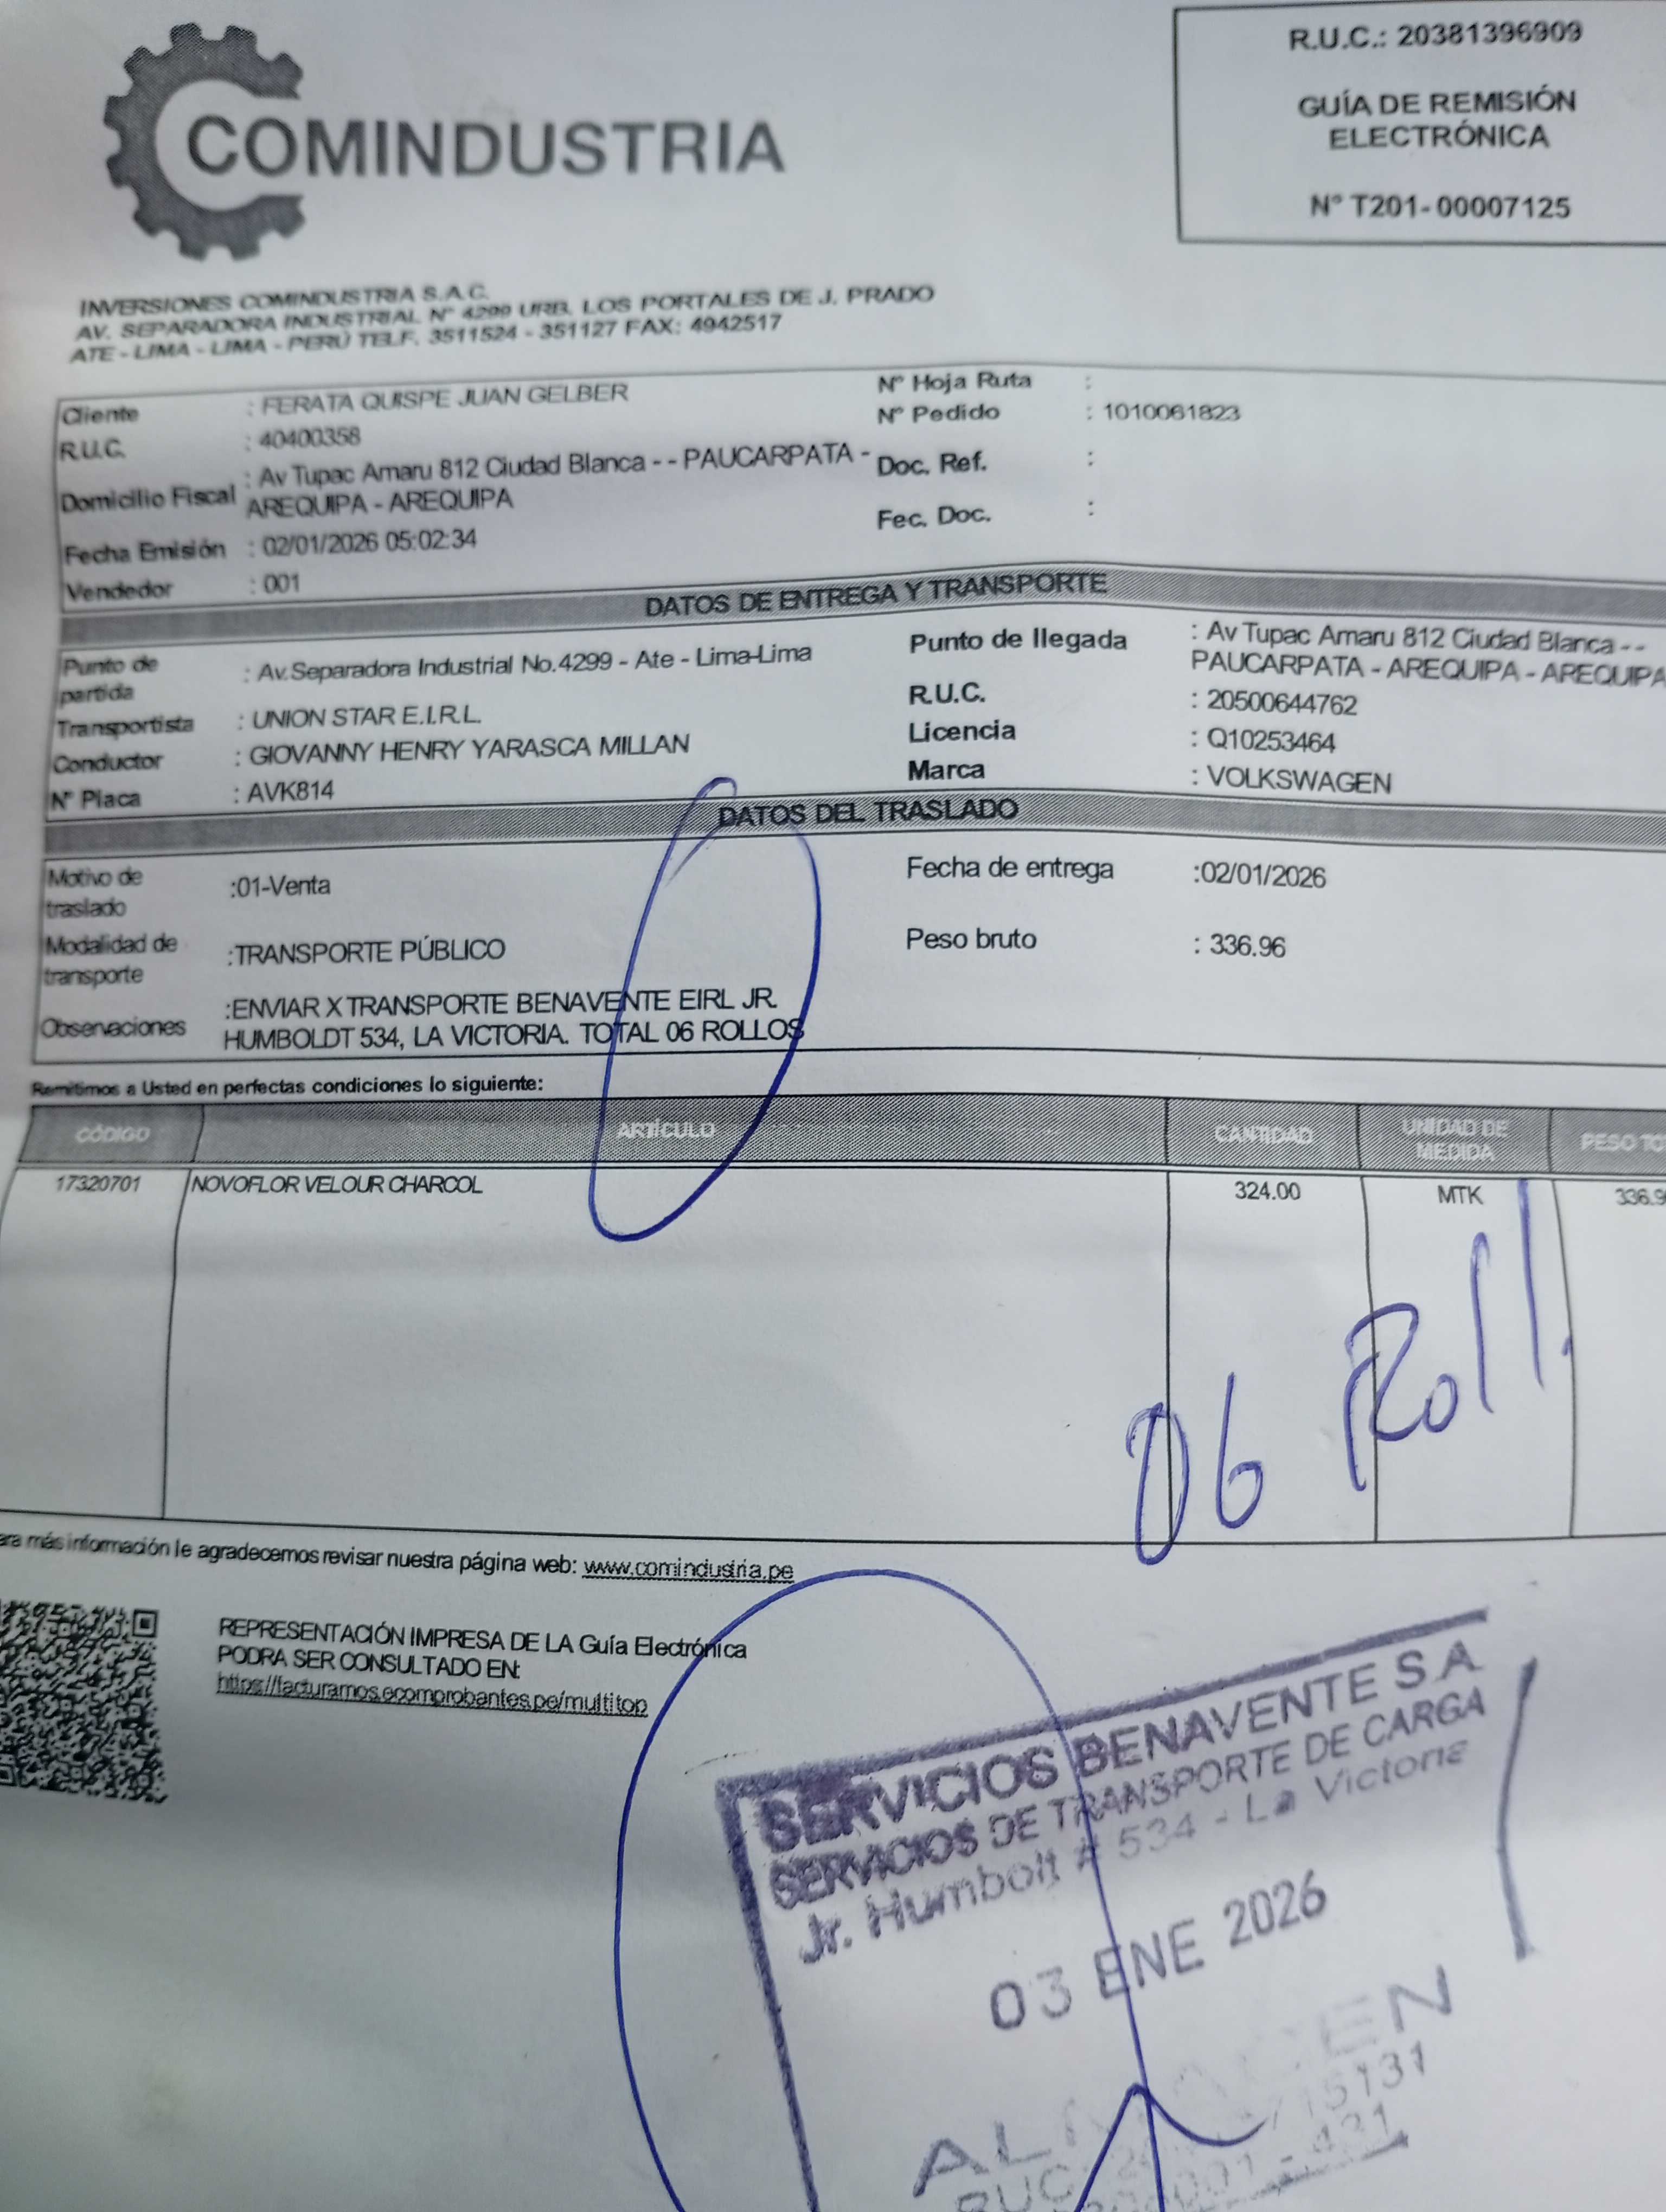 COMINDUSTRIA
R.U.C.: 20381396909
GUÍA DE REMISIÓN
ELECTRÓNICA
N° T201-00007125
INVERSIONES COMINDUSTRIA S.A.C.
AV. SEPARADORA INDUSTRIAL N° 4299 URB. LOS PORTALES DE J. PRADO
ATE - LIMA - LIMA - PERÚ TELF. 3511524 - 351127 FAX: 4942517
Cliente : FERATA QUISPE JUAN GELBER
R.U.C. : 40400358
Domicilio Fiscal : Av Tupac Amaru 812 Ciudad Blanca - - PAUCARPATA -
AREQUIPA - AREQUIPA
Fecha Emisión : 02/01/2026 05:02:34
Vendedor : 001
N° Hoja Ruta :
N° Pedido : 1010061823
Doc. Ref. :
Fec. Doc. :
DATOS DE ENTREGA Y TRANSPORTE
Punto de
partida : Av.Separadora Industrial No.4299 - Ate - Lima-Lima
Transportista : UNION STAR E.I.R.L.
Conductor : GIOVANNY HENRY YARASCA MILLAN
N° Placa : AVK814
Punto de llegada : Av Tupac Amaru 812 Ciudad Blanca - -
PAUCARPATA - AREQUIPA - AREQUIPA
R.U.C. : 20500644762
Licencia : Q10253464
Marca : VOLKSWAGEN
DATOS DEL TRASLADO
Motivo de
traslado :01-Venta
Modalidad de
transporte :TRANSPORTE PÚBLICO
Observaciones :ENVIAR X TRANSPORTE BENAVENTE EIRL JR.
HUMBOLDT 534, LA VICTORIA. TOTAL 06 ROLLOS
Fecha de entrega :02/01/2026
Peso bruto : 336.96
Remitimos a Usted en perfectas condiciones lo siguiente:
CÓDIGO ARTÍCULO CANTIDAD UNIDAD DE MEDIDA PESO TO
17320701 NOVOFLOR VELOUR CHARCOL 324.00 MTK 336.9
06 Roll.
ara más información le agradecemos revisar nuestra página web: www.comindustria.pe
REPRESENTACIÓN IMPRESA DE LA Guía Electrónica
PODRA SER CONSULTADO EN:
https://facturamos.ecomprobantes.pe/multitop
SERVICIOS BENAVENTE S.A
SERVICIOS DE TRANSPORTE DE CARGA
Jr. Humbolt # 534 - La Victoria
03 ENE 2026